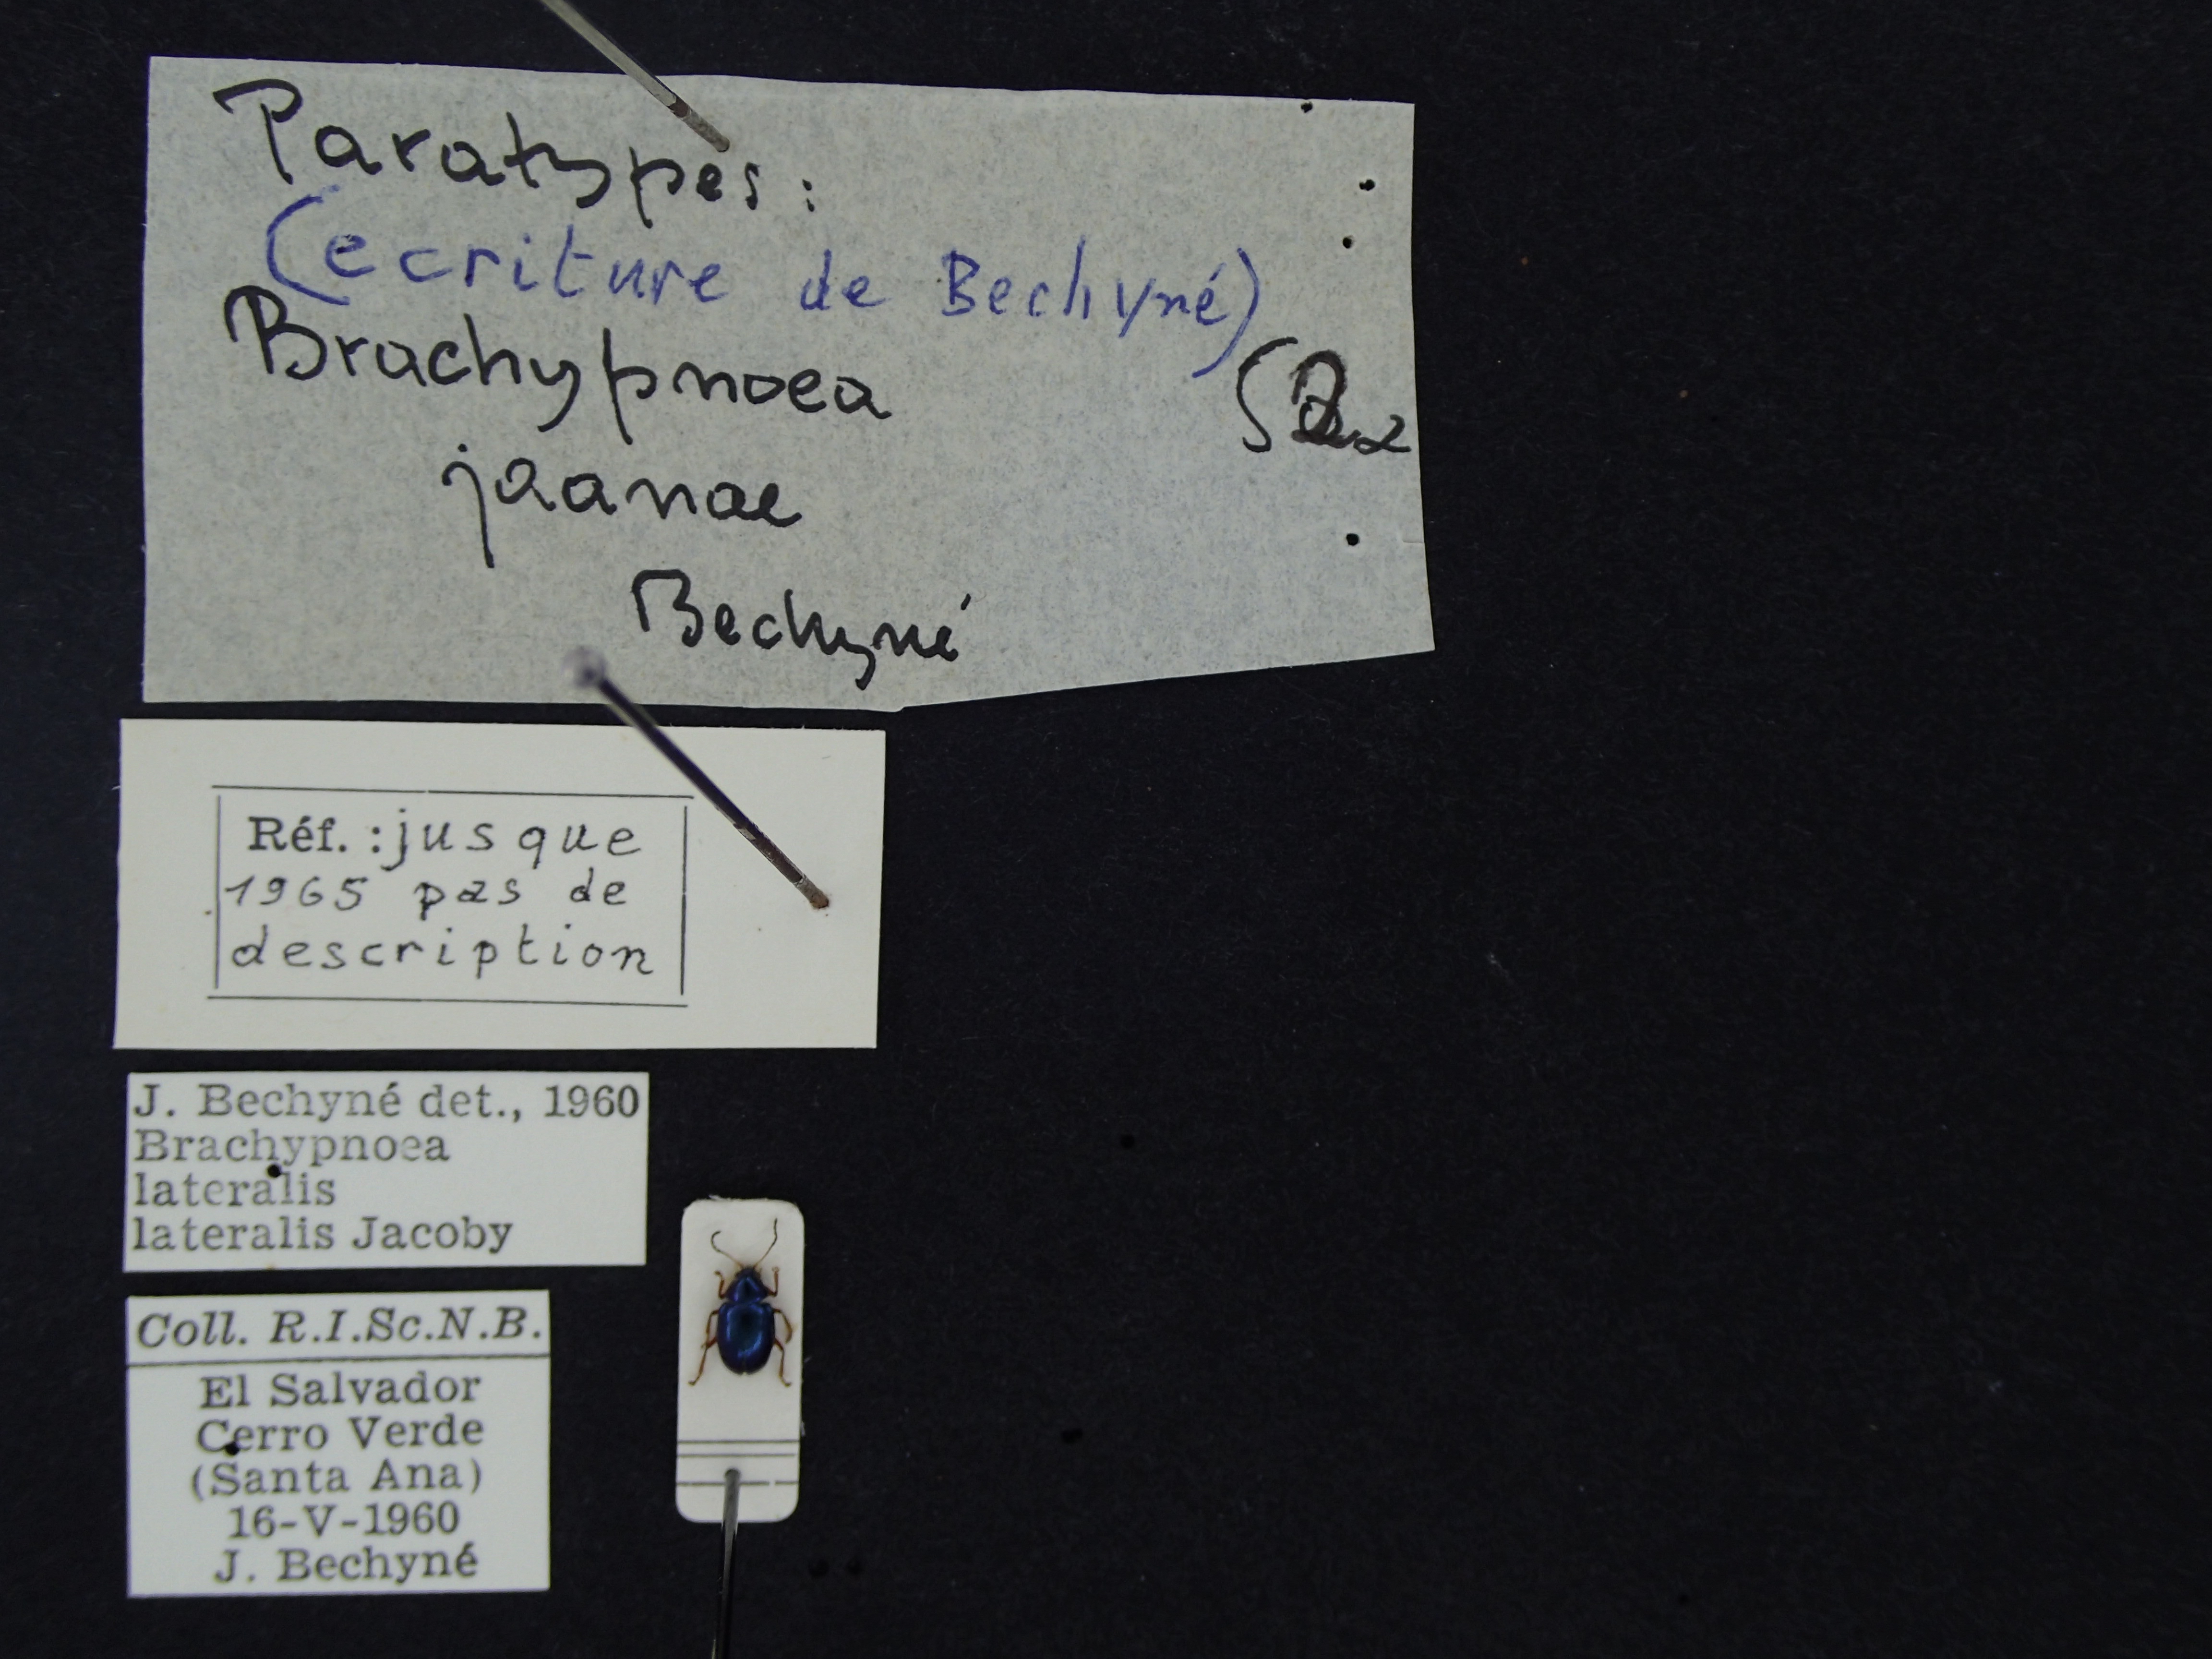 Paratypes:
(ecriture de Bechyné)
Brachypnoea
jaanae
Bechyné
Réf. : jusque
1965 pas de
description
J. Bechyné det., 1960
Brachypnoea
lateralis
lateralis Jacoby
Coll. R.I.Sc.N.B.
El Salvador
Cerro Verde
(Santa Ana)
16-V-1960
J. Bechyné